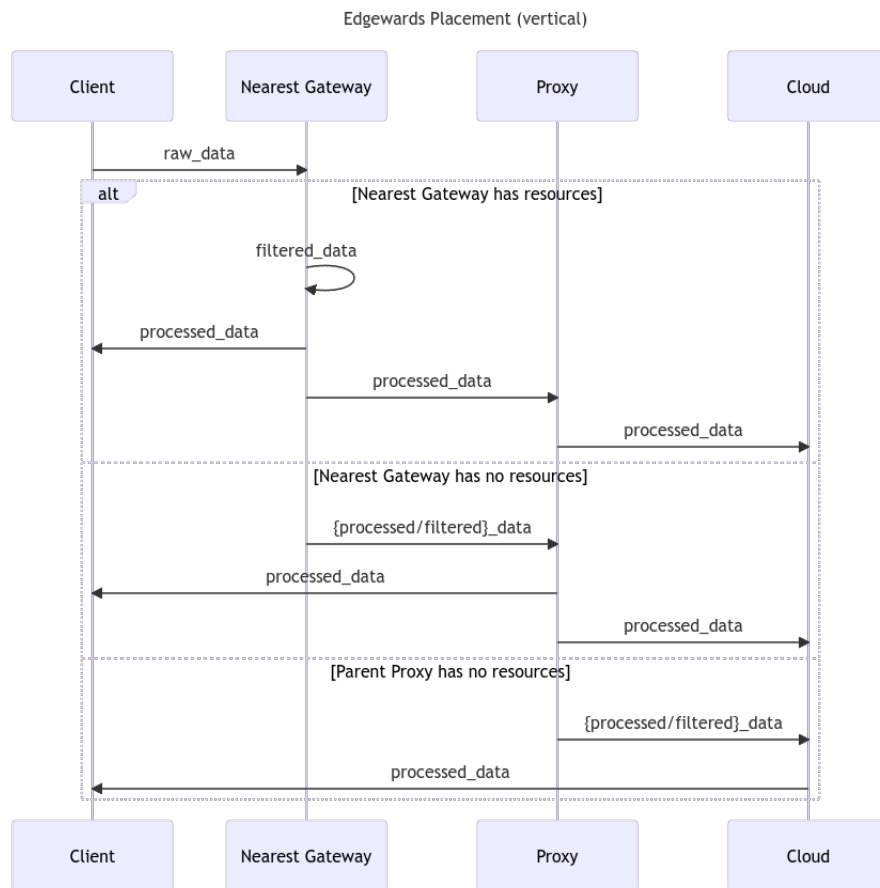 Edgewards Placement (vertical)
Client
Nearest Gateway
Proxy
Cloud
raw_data
alt
[Nearest Gateway has resources]
filtered_data
processed_data
processed_data
processed_data
[Nearest Gateway has no resources]
{processed/filtered}_data
processed_data
processed_data
[Parent Proxy has no resources]
{processed/filtered}_data
processed_data
Client
Nearest Gateway
Proxy
Cloud